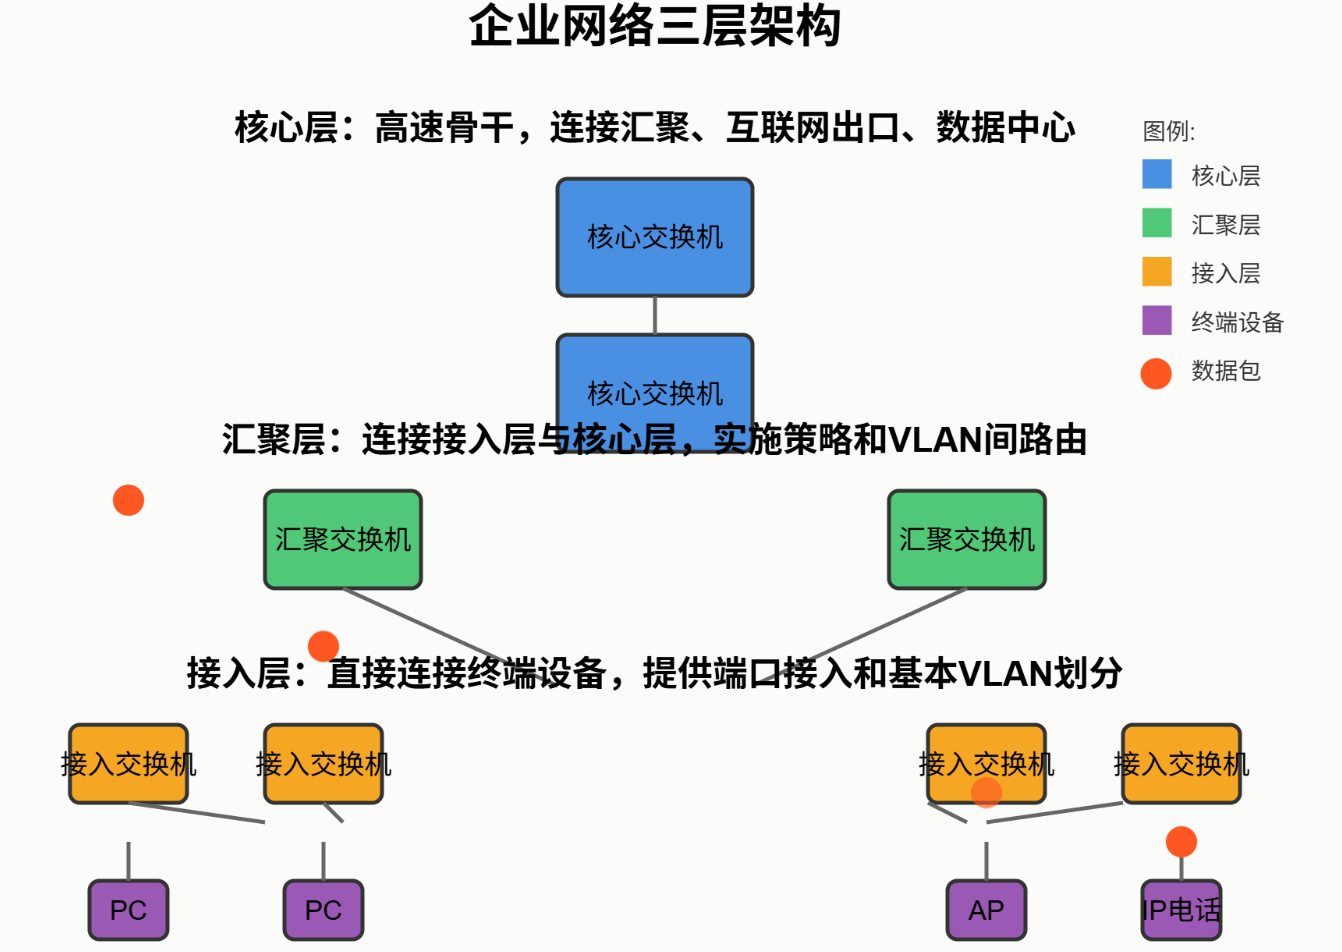 企业网络三层架构
核心层：高速骨干，连接汇聚、互联网出口、数据中心
图例:
核心层
汇聚层
接入层
终端设备
数据包
核心交换机
核心交换机
汇聚层：连接接入层与核心层，实施策略和VLAN间路由
汇聚交换机
汇聚交换机
接入层：直接连接终端设备，提供端口接入和基本VLAN划分
接入交换机
接入交换机
接入交换机
接入交换机
PC
PC
AP
IP电话